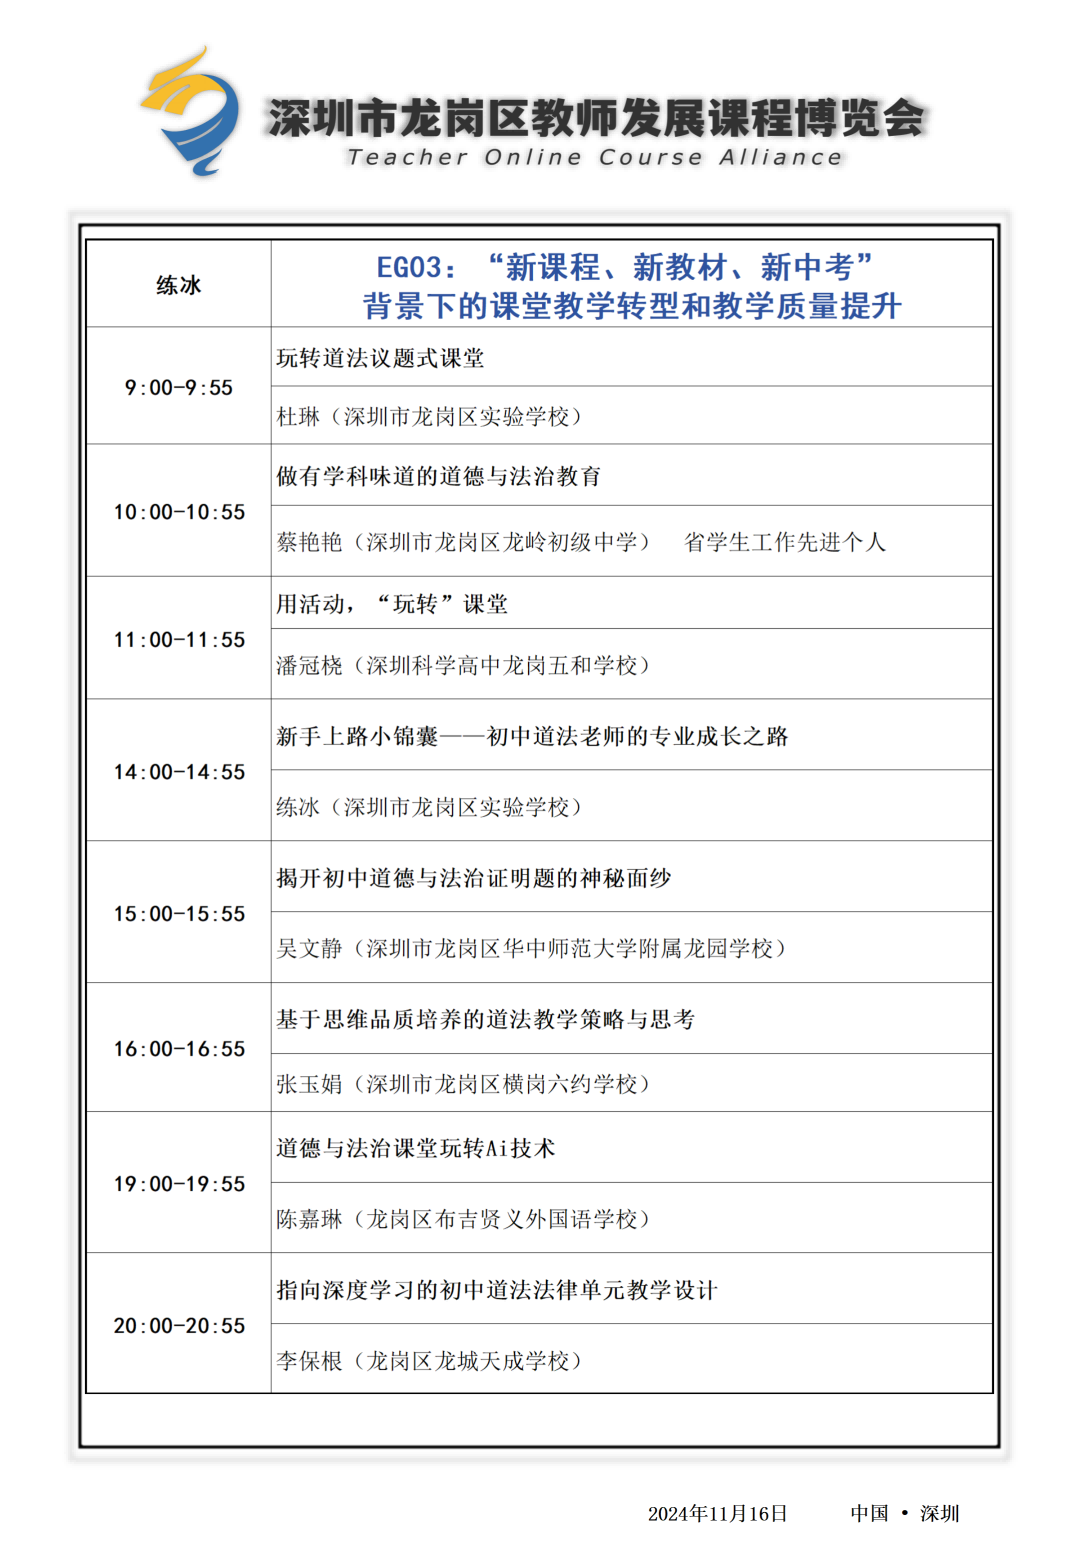 深圳市龙岗区教师发展课程博览会
Teacher Online Course Alliance
练冰
EG03：“新课程、新教材、新中考”
背景下的课堂教学转型和教学质量提升
9:00-9:55
玩转道法议题式课堂
杜琳（深圳市龙岗区实验学校）
10:00-10:55
做有学科味道的道德与法治教育
蔡艳艳（深圳市龙岗区龙岭初级中学） 省学生工作先进个人
11:00-11:55
用活动，“玩转”课堂
潘冠桡（深圳科学高中龙岗五和学校）
14:00-14:55
新手上路小锦囊——初中道法老师的专业成长之路
练冰（深圳市龙岗区实验学校）
15:00-15:55
揭开初中道德与法治证明题的神秘面纱
吴文静（深圳市龙岗区华中师范大学附属龙园学校）
16:00-16:55
基于思维品质培养的道法教学策略与思考
张玉娟（深圳市龙岗区横岗六约学校）
19:00-19:55
道德与法治课堂玩转Ai技术
陈嘉琳（龙岗区布吉贤义外国语学校）
20:00-20:55
指向深度学习的初中道法法律单元教学设计
李保根（龙岗区龙城天成学校）
2024年11月16日 中国 • 深圳